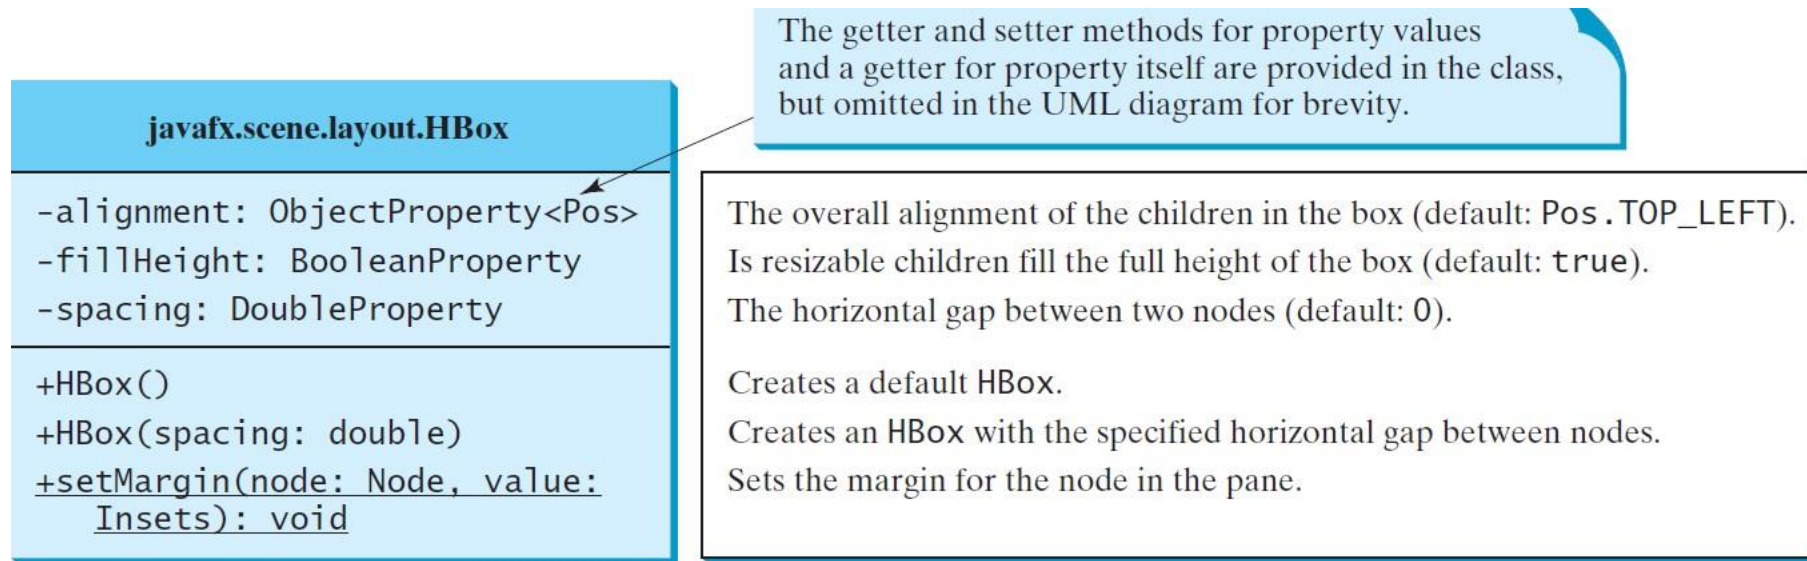 The getter and setter methods for property values
and a getter for property itself are provided in the class,
but omitted in the UML diagram for brevity.
javafx.scene.layout.HBox
-alignment: ObjectProperty<Pos>
-fillHeight: BooleanProperty
-spacing: DoubleProperty
The overall alignment of the children in the box (default: Pos.TOP_LEFT).
Is resizable children fill the full height of the box (default: true).
The horizontal gap between two nodes (default: 0).
+HBox()
+HBox(spacing: double)
+setMargin(node: Node, value:
Insets): void
Creates a default HBox.
Creates an HBox with the specified horizontal gap between nodes.
Sets the margin for the node in the pane.